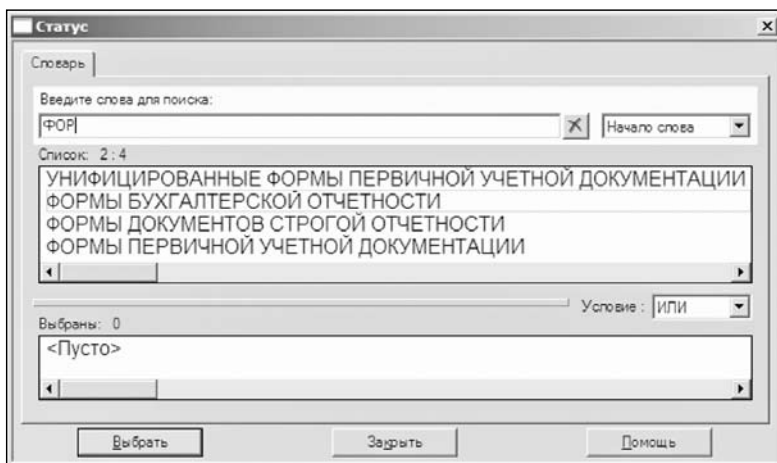 Статус
Словарь
Введите слова для поиска:
ФОР
Начало слова
Список: 2 : 4
УНИФИЦИРОВАННЫЕ ФОРМЫ ПЕРВИЧНОЙ УЧЕТНОЙ ДОКУМЕНТАЦИИ
ФОРМЫ БУХГАЛТЕРСКОЙ ОТЧЕТНОСТИ
ФОРМЫ ДОКУМЕНТОВ СТРОГОЙ ОТЧЕТНОСТИ
ФОРМЫ ПЕРВИЧНОЙ УЧЕТНОЙ ДОКУМЕНТАЦИИ
Условие : ИЛИ
Выбраны: 0
<Пусто>
Выбрать Закрыть Помощь